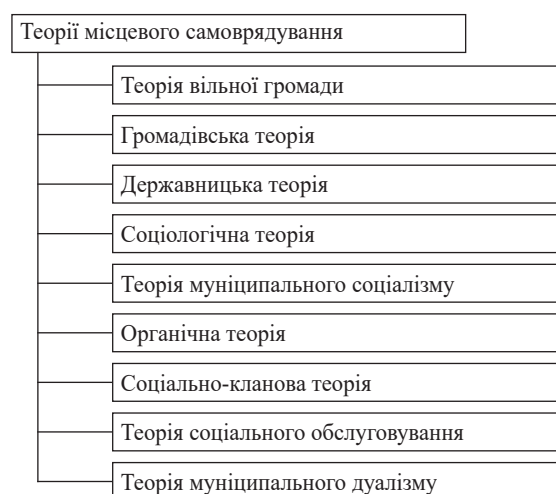 Теорії місцевого самоврядування
Теорія вільної громади
Громадівська теорія
Державницька теорія
Соціологічна теорія
Теорія муніципального соціалізму
Органічна теорія
Соціально-кланова теорія
Теорія соціального обслуговування
Теорія муніципального дуалізму